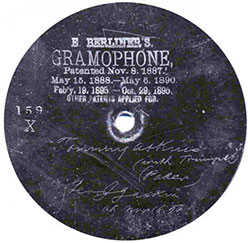 E. BERLINER'S
GRAMOPHONE,
Patented Nov. 8. 1887.
May 15. 1888.—May 6. 1890.
Feb'y. 19. 1895 — Oct. 29. 1895.
OTHER PATENTS APPLIED FOR.
159
X
Tommy Atkins
with Trumpet